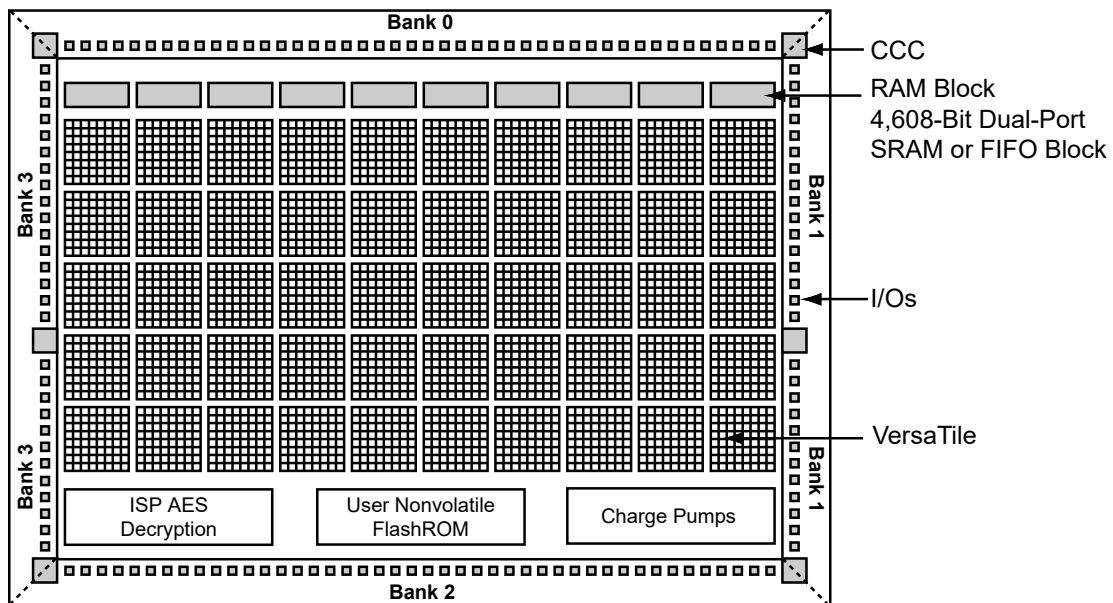 Bank 0
CCC
RAM Block
4,608-Bit Dual-Port
SRAM or FIFO Block
Bank 3
Bank 1
I/Os
VersaTile
Bank 3
Bank 1
ISP AES
Decryption
User Nonvolatile
FlashROM
Charge Pumps
Bank 2